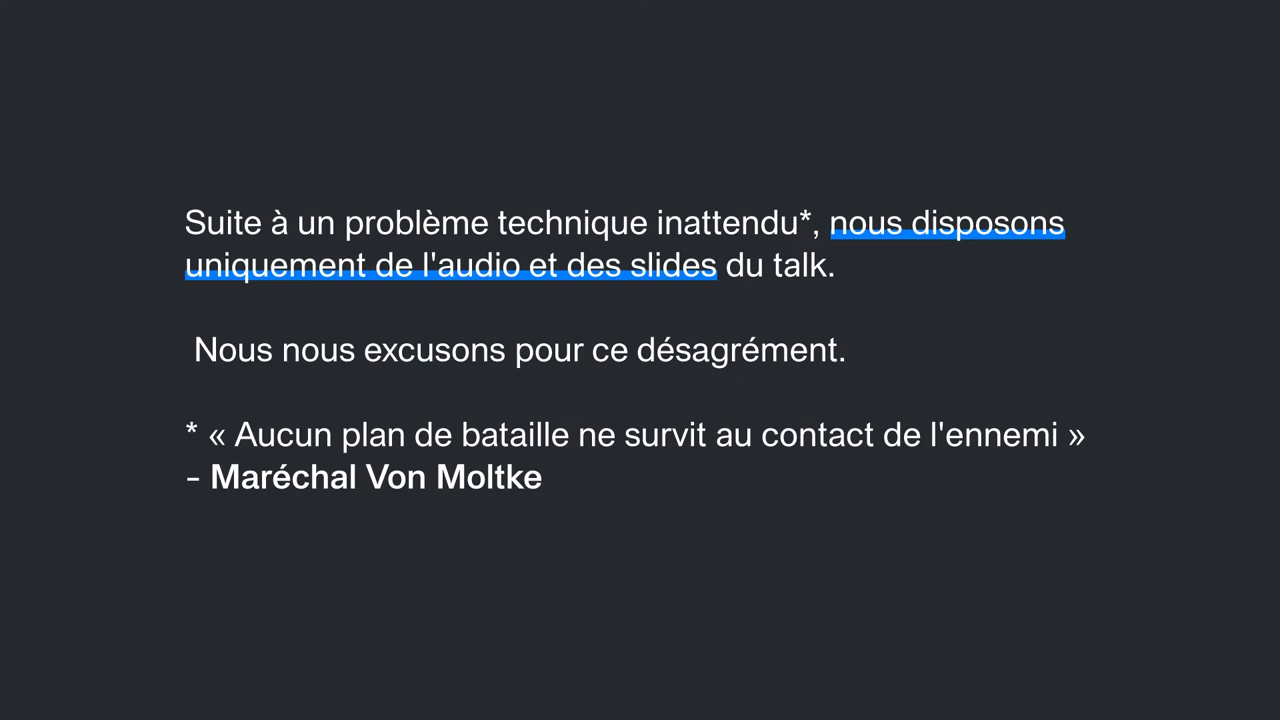 Suite à un problème technique inattendu*, nous disposons
uniquement de l'audio et des slides du talk.
Nous nous excusons pour ce désagrément.
* « Aucun plan de bataille ne survit au contact de l'ennemi »
- Maréchal Von Moltke